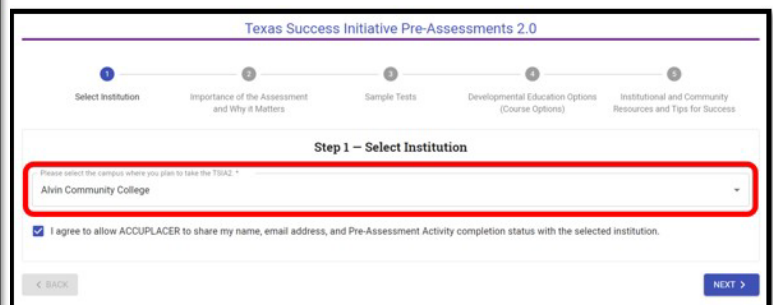 Texas Success Initiative Pre-Assessments 2.0
1
2
3
4
5
Select Institution
Importance of the Assessment
and Why it Matters
Sample Tests
Developmental Education Options
(Course Options)
Institutional and Community
Resources and Tips for Success
Step 1 — Select Institution
Please select the campus where you plan to take the TSIA2. *
Alvin Community College
I agree to allow ACCUPLACER to share my name, email address, and Pre-Assessment Activity completion status with the selected institution.
< BACK
NEXT >